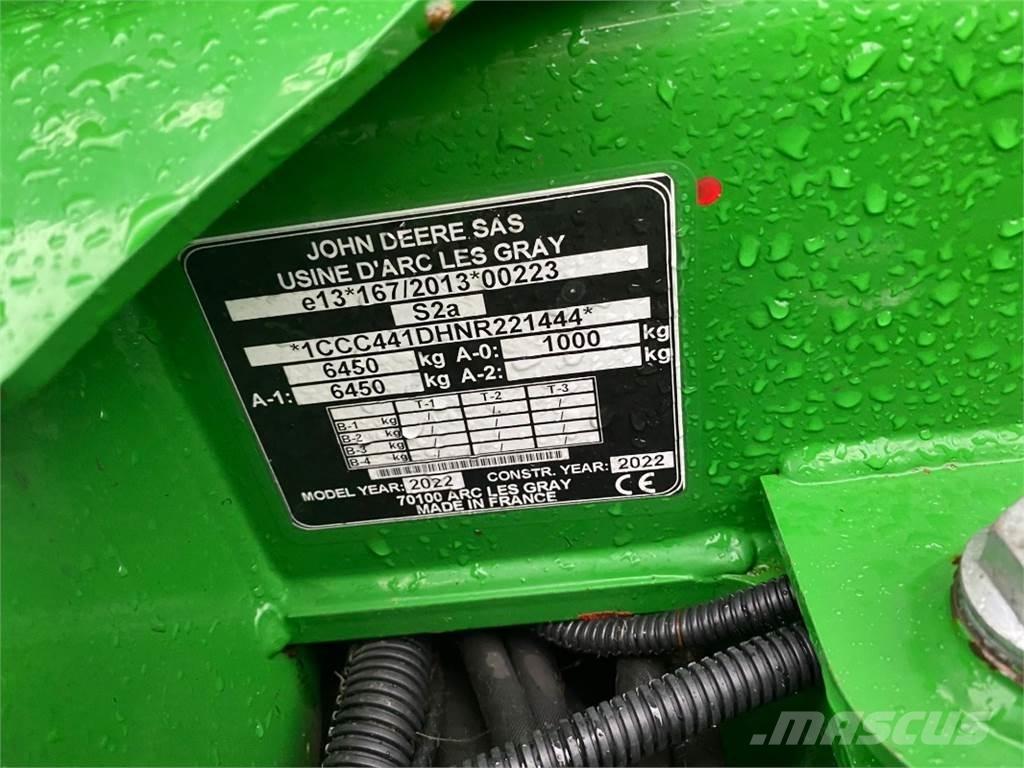 JOHN DEERE SAS
USINE D'ARC LES GRAY
e13*167/2013*00223
S2a
*1CCC441DHNR221444*
6450 kg A-0: 1000 kg
A-1: 6450 kg A-2: kg
T-1 T-2 T-3
B-1 kg / / /
B-2 kg / / /
B-3 kg / / /
B-4 kg / / /
MODEL YEAR: 2022 CONSTR. YEAR: 2022
70100 ARC LES GRAY
MADE IN FRANCE CE
MASCUS